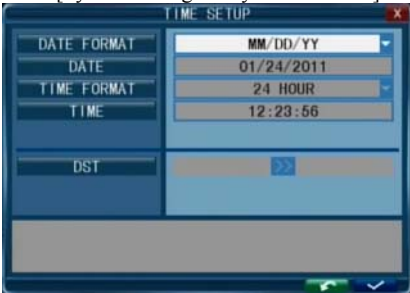 TIME SETUP X
DATE FORMAT MM/DD/YY
DATE 01/24/2011
TIME FORMAT 24 HOUR
TIME 12:23:56
DST >>